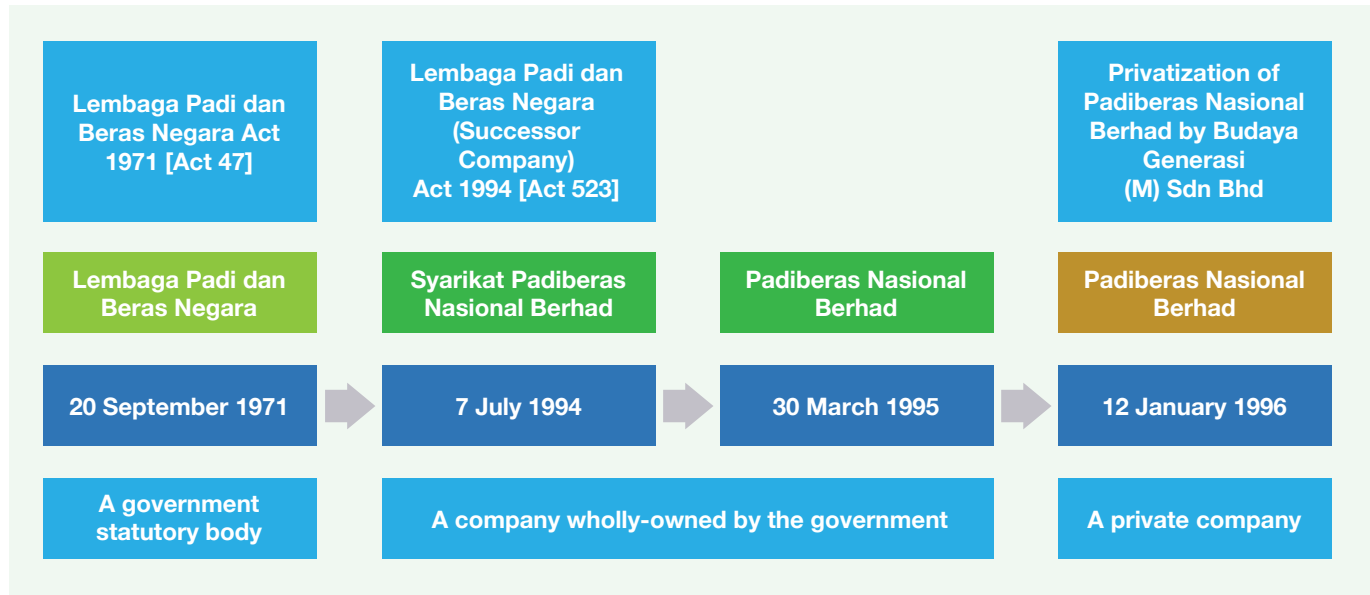 Lembaga Padi dan
Beras Negara Act
1971 [Act 47]
Lembaga Padi dan
Beras Negara
(Successor
Company)
Act 1994 [Act 523]
Privatization of
Padiberas Nasional
Berhad by Budaya
Generasi
(M) Sdn Bhd
Lembaga Padi dan
Beras Negara
Syarikat Padiberas
Nasional Berhad
Padiberas Nasional
Berhad
Padiberas Nasional
Berhad
20 September 1971
7 July 1994
30 March 1995
12 January 1996
A government
statutory body
A company wholly-owned by the government
A private company